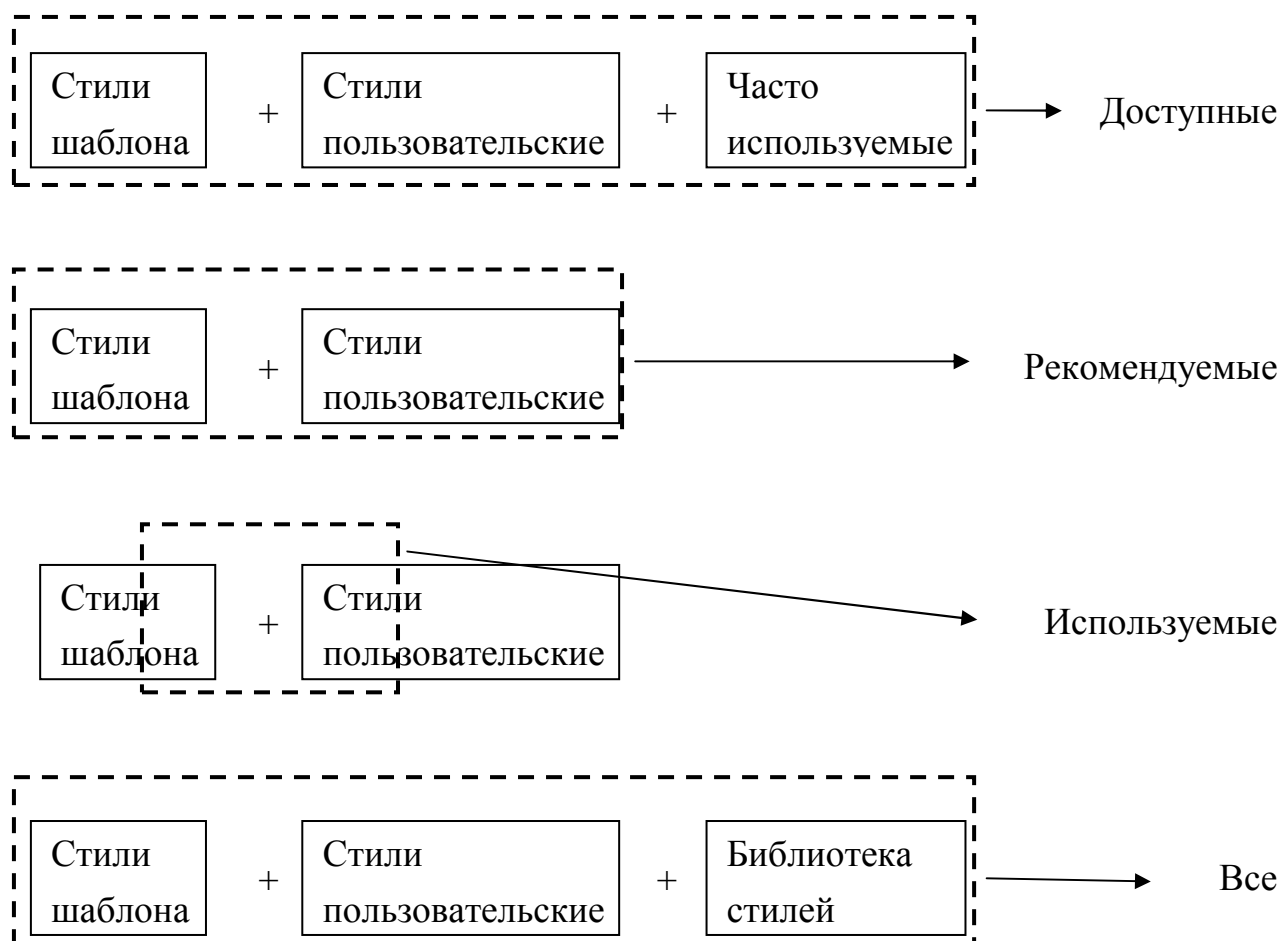 Стили + Стили + Часто Доступные
шаблона пользовательские используемые
Стили + Стили Рекомендуемые
шаблона пользовательские
Стили + Стили Используемые
шаблона пользовательские
Стили + Стили + Библиотека Все
шаблона пользовательские стилей